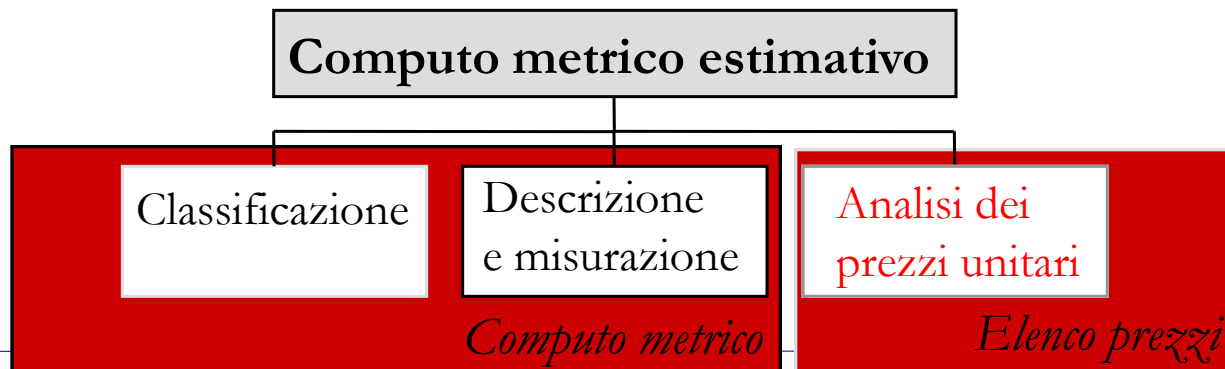 Computo metrico estimativo
Classificazione
Descrizione
e misurazione
Computo metrico
Analisi dei
prezzi unitari
Elenco prezzi